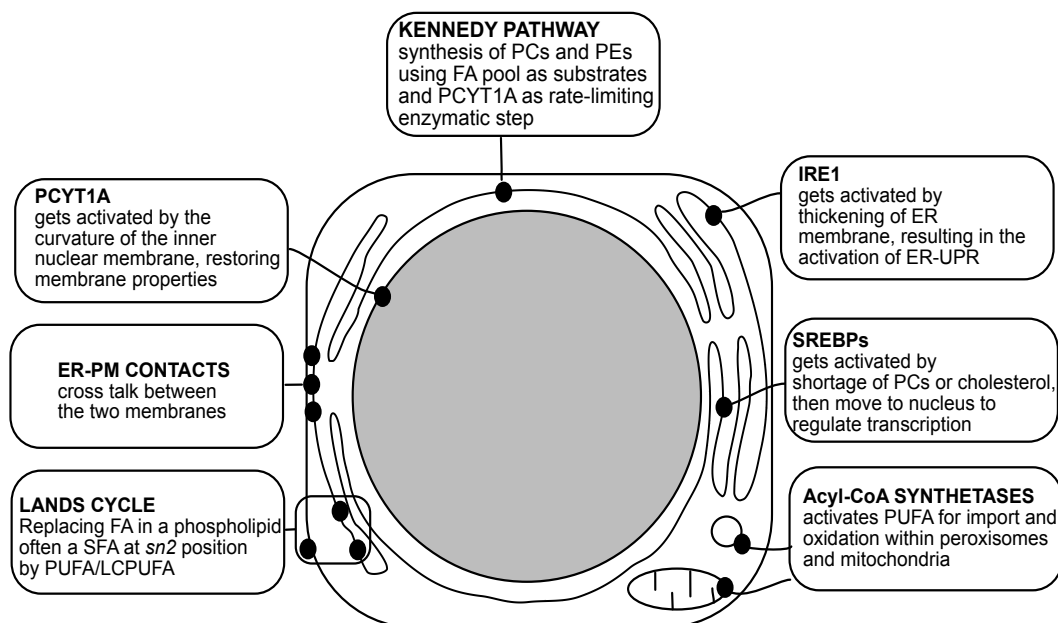 KENNEDY PATHWAY
synthesis of PCs and PEs
using FA pool as substrates
and PCYT1A as rate-limiting
enzymatic step
PCYT1A
gets activated by the
curvature of the inner
nuclear membrane, restoring
membrane properties
IRE1
gets activated by
thickening of ER
membrane, resulting in the
activation of ER-UPR
ER-PM CONTACTS
cross talk between
the two membranes
SREBPs
gets activated by
shortage of PCs or cholesterol,
then move to nucleus to
regulate transcription
LANDS CYCLE
Replacing FA in a phospholipid
often a SFA at sn2 position
by PUFA/LCPUFA
Acyl-CoA SYNTHETASES
activates PUFA for import and
oxidation within peroxisomes
and mitochondria